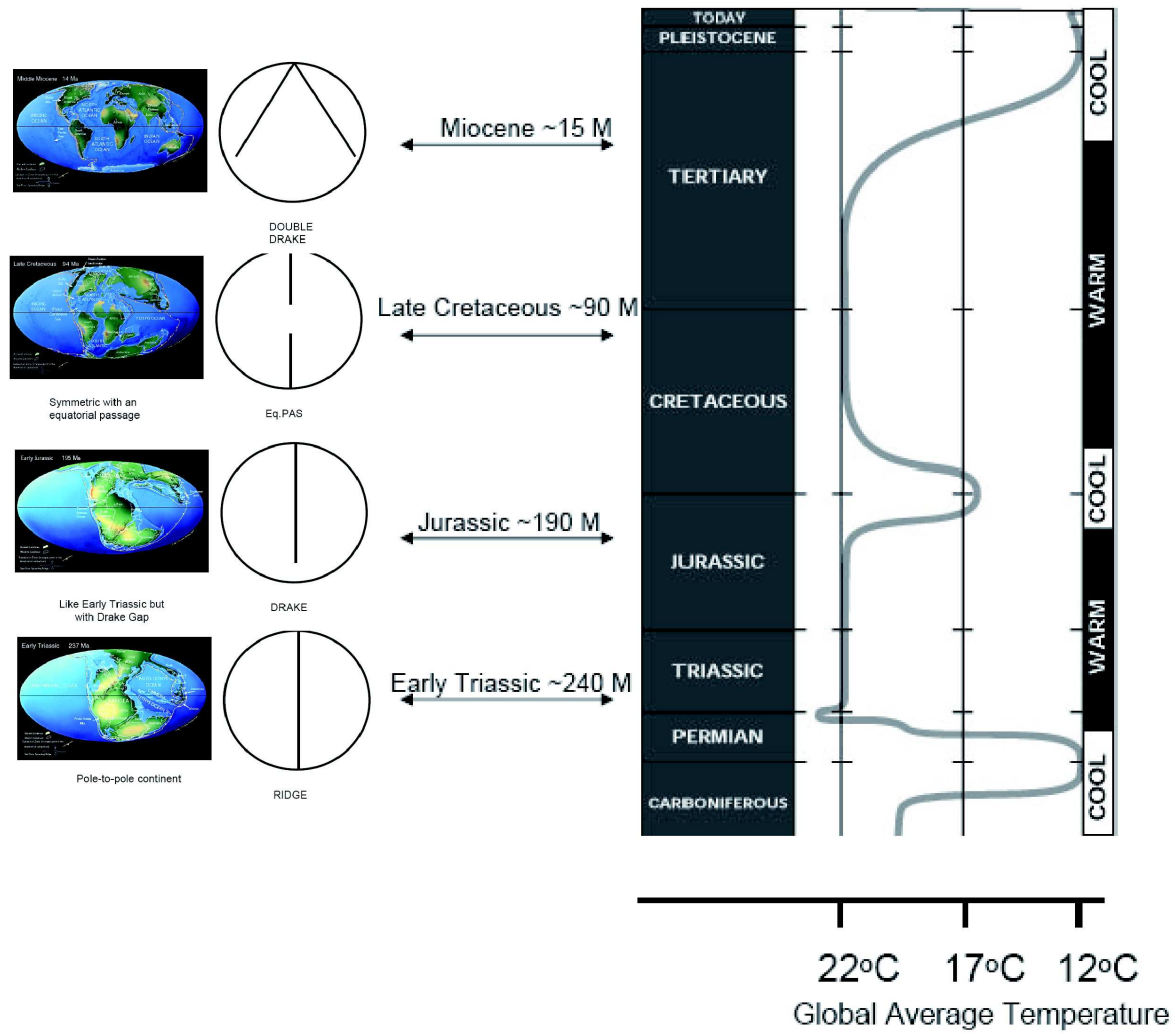 Middle Miocene 14 Ma
DOUBLE
DRAKE
Miocene ~15 M
Late Cretaceous 94 Ma
Symmetric with an
equatorial passage
Eq.PAS
Late Cretaceous ~90 M
Early Jurassic 195 Ma
Like Early Triassic but
with Drake Gap
DRAKE
Jurassic ~190 M
Early Triassic 237 Ma
Pole-to-pole continent
RIDGE
Early Triassic ~240 M
TODAY
PLEISTOCENE
TERTIARY
CRETACEOUS
JURASSIC
TRIASSIC
PERMIAN
CARBONIFEROUS
COOL
WARM
COOL
WARM
COOL
22°C 17°C 12°C
Global Average Temperature